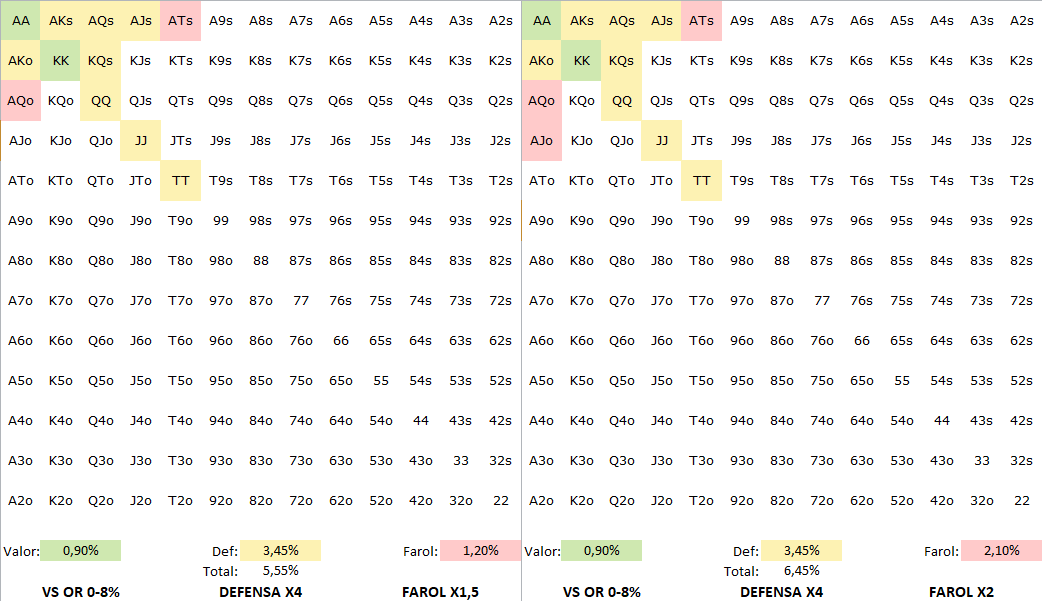 AA AKs AQs AJs ATs A9s A8s A7s A6s A5s A4s A3s A2s AA AKs AQs AJs ATs A9s A8s A7s A6s A5s A4s A3s A2s
AKo KK KQs KJs KTs K9s K8s K7s K6s K5s K4s K3s K2s AKo KK KQs KJs KTs K9s K8s K7s K6s K5s K4s K3s K2s
AQo KQo QQ QJs QTs Q9s Q8s Q7s Q6s Q5s Q4s Q3s Q2s AQo KQo QQ QJs QTs Q9s Q8s Q7s Q6s Q5s Q4s Q3s Q2s
AJo KJo QJo JJ JTs J9s J8s J7s J6s J5s J4s J3s J2s AJo KJo QJo JJ JTs J9s J8s J7s J6s J5s J4s J3s J2s
ATo KTo QTo JTo TT T9s T8s T7s T6s T5s T4s T3s T2s ATo KTo QTo JTo TT T9s T8s T7s T6s T5s T4s T3s T2s
A9o K9o Q9o J9o T9o 99 98s 97s 96s 95s 94s 93s 92s A9o K9o Q9o J9o T9o 99 98s 97s 96s 95s 94s 93s 92s
A8o K8o Q8o J8o T8o 98o 88 87s 86s 85s 84s 83s 82s A8o K8o Q8o J8o T8o 98o 88 87s 86s 85s 84s 83s 82s
A7o K7o Q7o J7o T7o 97o 87o 77 76s 75s 74s 73s 72s A7o K7o Q7o J7o T7o 97o 87o 77 76s 75s 74s 73s 72s
A6o K6o Q6o J6o T6o 96o 86o 76o 66 65s 64s 63s 62s A6o K6o Q6o J6o T6o 96o 86o 76o 66 65s 64s 63s 62s
A5o K5o Q5o J5o T5o 95o 85o 75o 65o 55 54s 53s 52s A5o K5o Q5o J5o T5o 95o 85o 75o 65o 55 54s 53s 52s
A4o K4o Q4o J4o T4o 94o 84o 74o 64o 54o 44 43s 42s A4o K4o Q4o J4o T4o 94o 84o 74o 64o 54o 44 43s 42s
A3o K3o Q3o J3o T3o 93o 83o 73o 63o 53o 43o 33 32s A3o K3o Q3o J3o T3o 93o 83o 73o 63o 53o 43o 33 32s
A2o K2o Q2o J2o T2o 92o 82o 72o 62o 52o 42o 32o 22 A2o K2o Q2o J2o T2o 92o 82o 72o 62o 52o 42o 32o 22
Valor: 0,90% Def: 3,45% Farol: 1,20% Valor: 0,90% Def: 3,45% Farol: 2,10%
Total: 5,55% Total: 6,45%
VS OR 0-8% DEFENSA X4 FAROL X1,5 VS OR 0-8% DEFENSA X4 FAROL X2